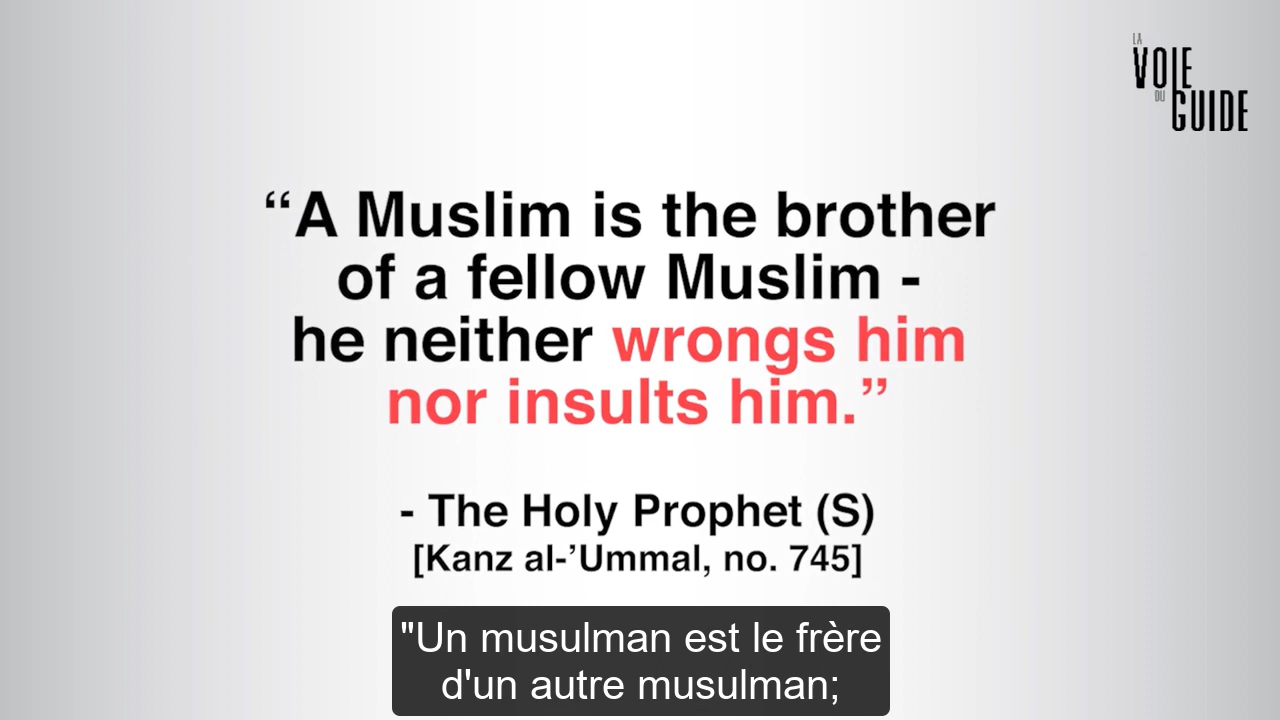 LA
VOIE
DU
GUIDE
“A Muslim is the brother
of a fellow Muslim -
he neither wrongs him
nor insults him.”
- The Holy Prophet (S)
[Kanz al-’Ummal, no. 745]
"Un musulman est le frère
d'un autre musulman;